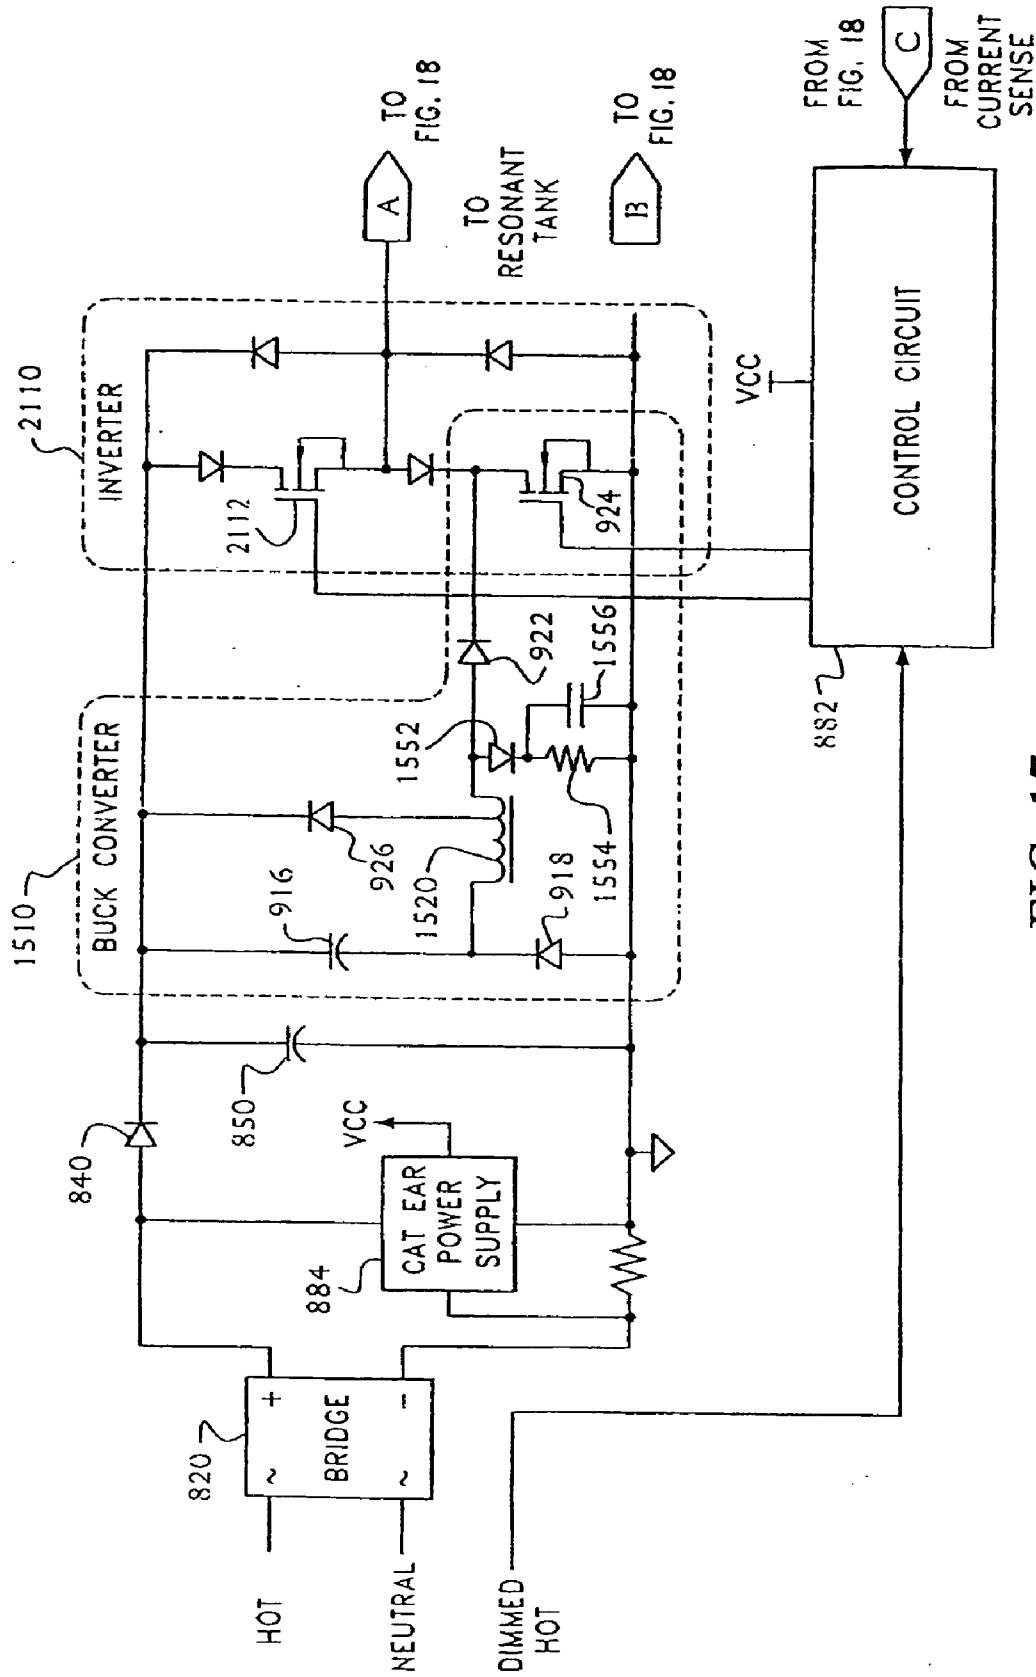 2110
INVERTER
1510
BUCK CONVERTER
2112
A
TO
FIG. 18
TO
RESONANT
TANK
B
TO
FIG. 18
924
922
1556
1552
1554
926
916
1520
918
840
850
VCC
884
CAT EAR
POWER
SUPPLY
820
+
−
~
~
BRIDGE
HOT
NEUTRAL
DIMMED
HOT
VCC
882
CONTROL CIRCUIT
FROM
FIG. 18
C
FROM
CURRENT
SENSE